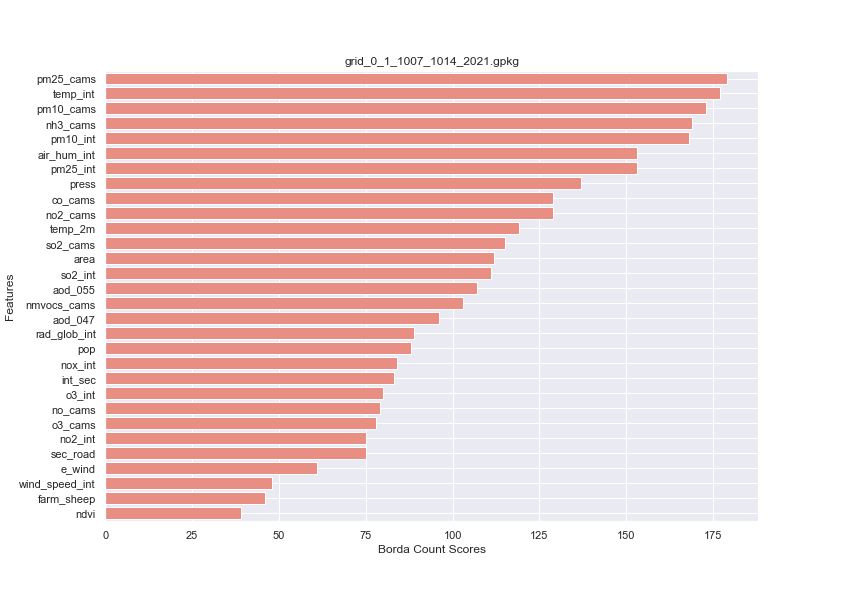 grid_0_1_1007_1014_2021.gpkg
Features
pm25_cams
temp_int
pm10_cams
nh3_cams
pm10_int
air_hum_int
pm25_int
press
co_cams
no2_cams
temp_2m
so2_cams
area
so2_int
aod_055
nmvocs_cams
aod_047
rad_glob_int
pop
nox_int
int_sec
o3_int
no_cams
o3_cams
no2_int
sec_road
e_wind
wind_speed_int
farm_sheep
ndvi
0 25 50 75 100 125 150 175
Borda Count Scores